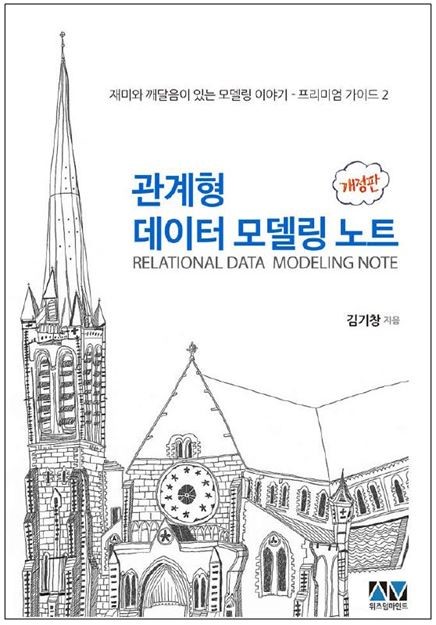 재미와 깨달음이 있는 모델링 이야기 - 프리미엄 가이드 2
개정판
관계형
데이터 모델링 노트
RELATIONAL DATA MODELING NOTE
김기창 지음
위즈덤마인드